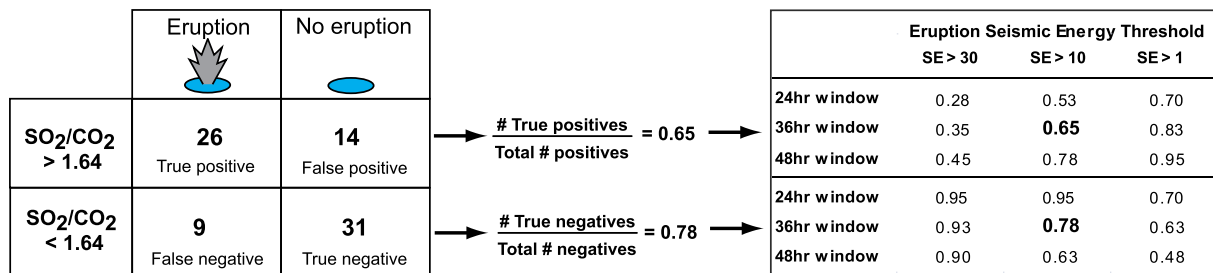 Eruption No eruption
SO2/CO2
> 1.64
26
True positive
14
False positive
# True positives
Total # positives
= 0.65
SO2/CO2
< 1.64
9
False negative
31
True negative
# True negatives
Total # negatives
= 0.78
Eruption Seismic Energy Threshold
SE > 30 SE > 10 SE > 1
24hr window 0.28 0.53 0.70
36hr window 0.35 0.65 0.83
48hr window 0.45 0.78 0.95
24hr window 0.95 0.95 0.70
36hr window 0.93 0.78 0.63
48hr window 0.90 0.63 0.48